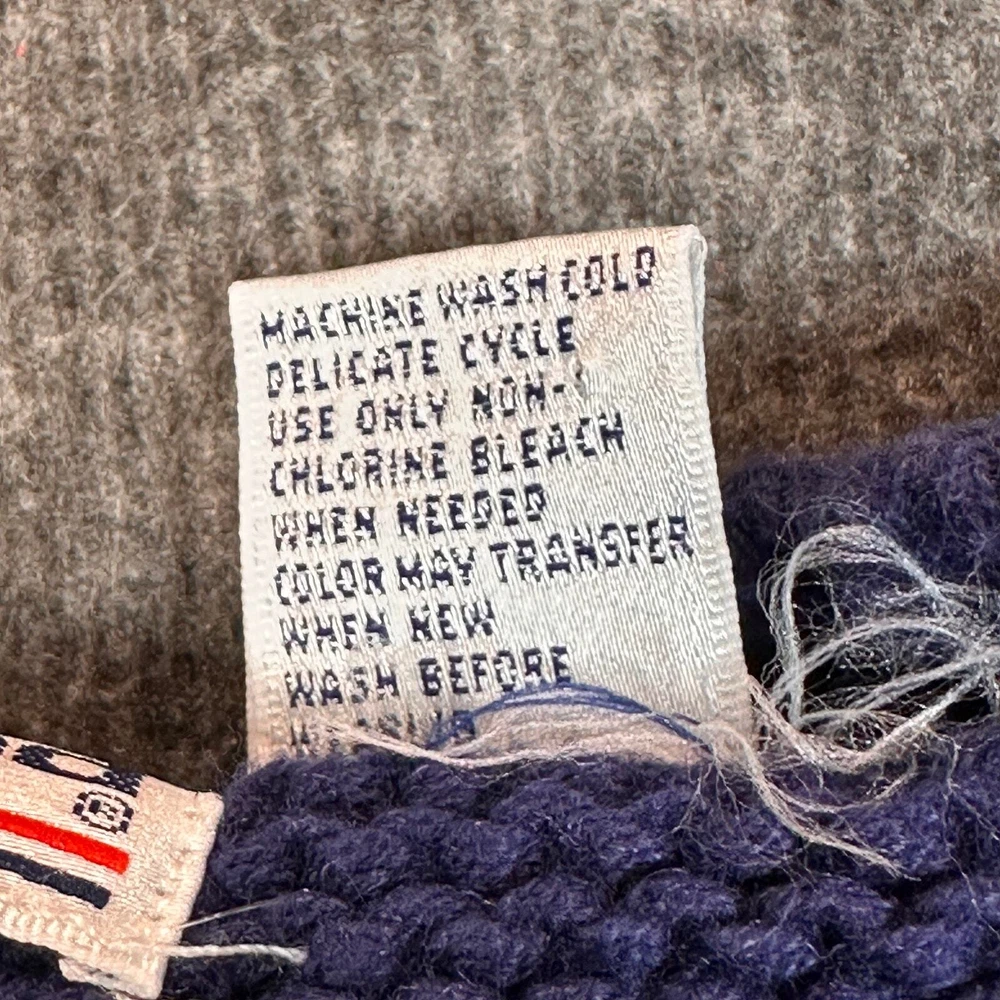 MACHINE WASH COLD
DELICATE CYCLE
USE ONLY NON-
CHLORINE BLEACH
WHEN NEEDED
COLOR MAY TRANSFER
WHEN NEW
WASH BEFORE